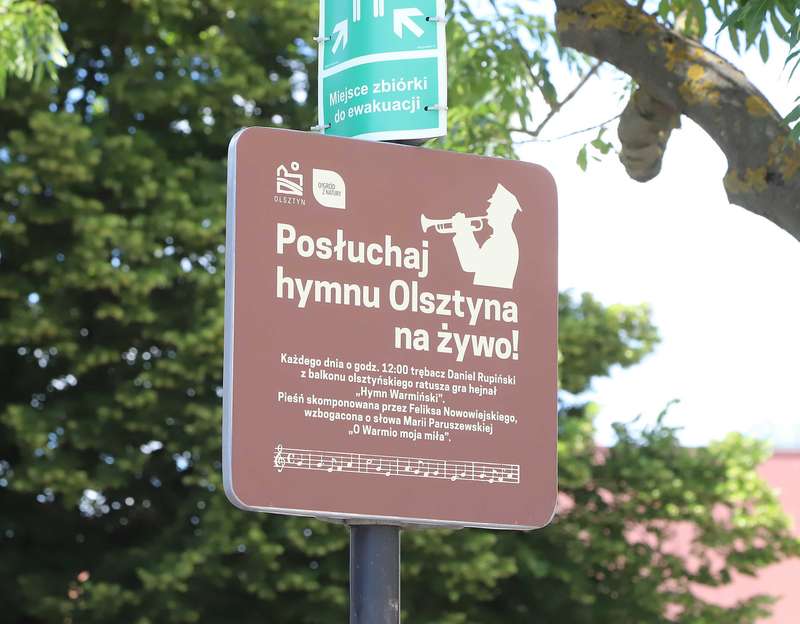 Miejsce zbiórki
do ewakuacji
OLSZTYN
OGRÓD
Z NATURY
Posłuchaj
hymnu Olsztyna
na żywo!
Każdego dnia o godz. 12:00 trębacz Daniel Rupiński
z balkonu olsztyńskiego ratusza gra hejnał
„Hymn Warmiński”.
Pieśń skomponowana przez Feliksa Nowowiejskiego,
wzbogacona o słowa Marii Paruszewskiej
„O Warmio moja miła”.